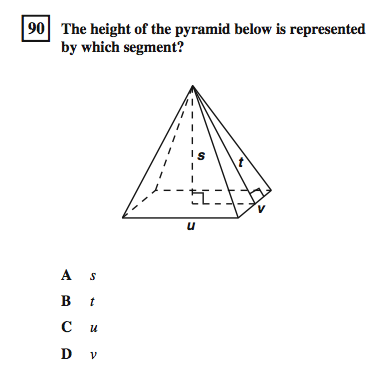 90 The height of the pyramid below is represented
by which segment?
s
t
v
u
A s
B t
C u
D v